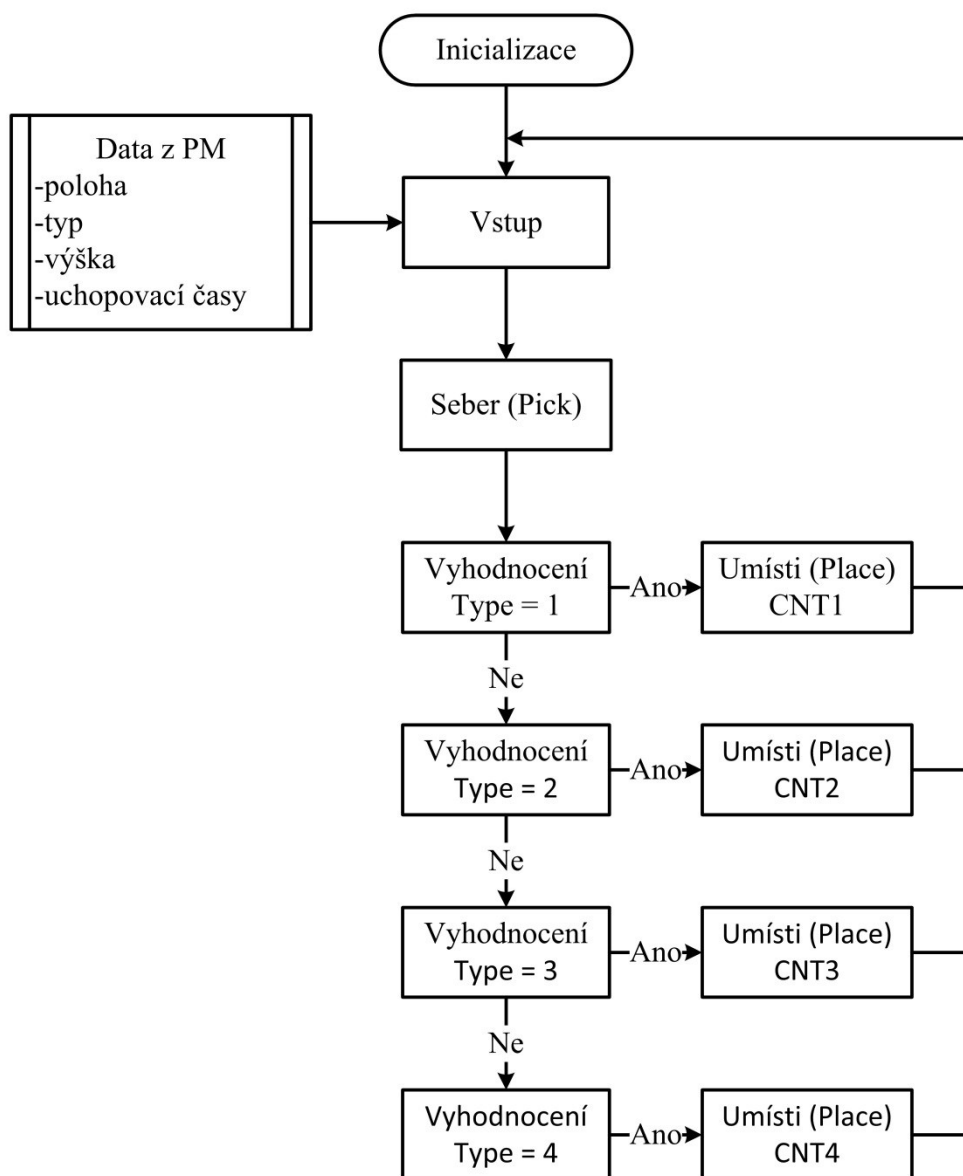 Inicializace
Data z PM
-poloha
-typ
-výška
-uchopovací časy
Vstup
Seber (Pick)
Vyhodnocení
Type = 1
Ano
Umísti (Place)
CNT1
Ne
Vyhodnocení
Type = 2
Ano
Umísti (Place)
CNT2
Ne
Vyhodnocení
Type = 3
Ano
Umísti (Place)
CNT3
Ne
Vyhodnocení
Type = 4
Ano
Umísti (Place)
CNT4